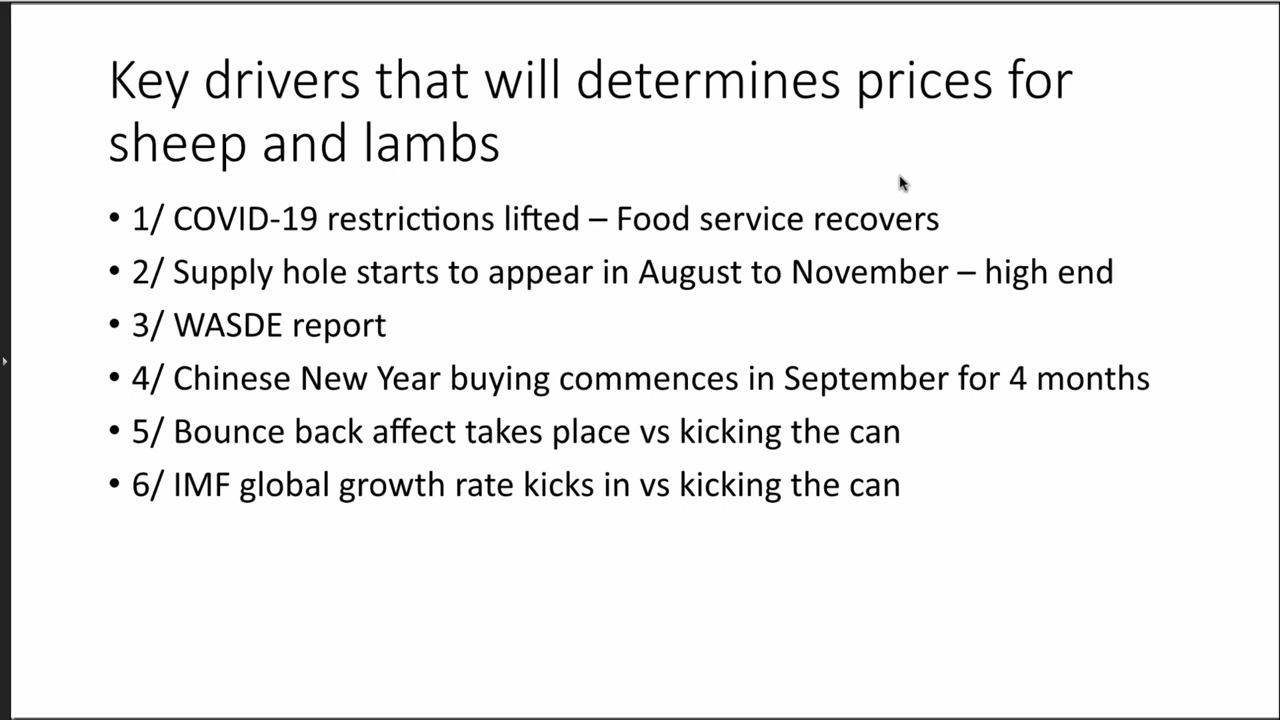 Key drivers that will determines prices for
sheep and lambs
• 1/ COVID-19 restrictions lifted – Food service recovers
• 2/ Supply hole starts to appear in August to November – high end
• 3/ WASDE report
• 4/ Chinese New Year buying commences in September for 4 months
• 5/ Bounce back affect takes place vs kicking the can
• 6/ IMF global growth rate kicks in vs kicking the can